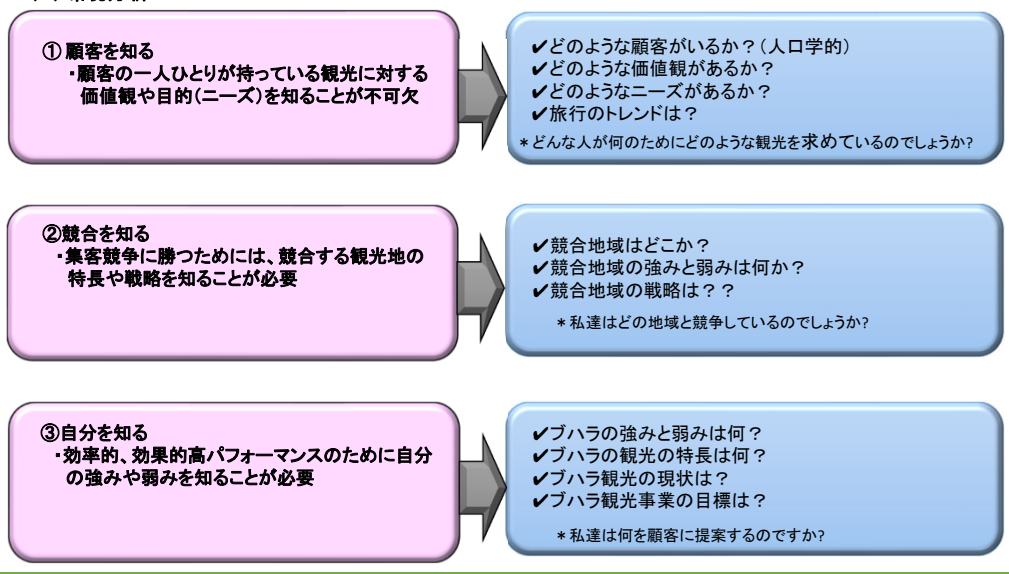 ① 顧客を知る
・顧客の一人ひとりが持っている観光に対する
価値観や目的(ニーズ)を知ることが不可欠
✔どのような顧客がいるか？(人口学的)
✔どのような価値観があるか？
✔どのようなニーズがあるか？
✔旅行のトレンドは？
＊どんな人が何のためにどのような観光を求めているのでしょうか?
②競合を知る
・集客競争に勝つためには、競合する観光地の
特長や戦略を知ることが必要
✔競合地域はどこか？
✔競合地域の強みと弱みは何か？
✔競合地域の戦略は？？
＊私達はどの地域と競争しているのでしょうか?
③自分を知る
・効率的、効果的高パフォーマンスのために自分
の強みや弱みを知ることが必要
✔ブハラの強みと弱みは何？
✔ブハラの観光の特長は何？
✔ブハラ観光の現状は？
✔ブハラ観光事業の目標は？
＊私達は何を顧客に提案するのですか?